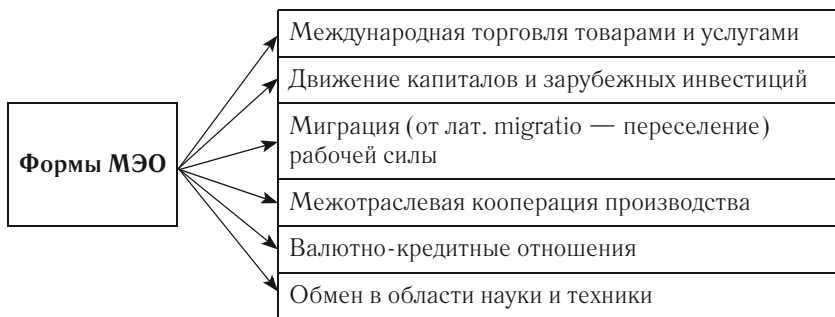 Формы МЭО
Международная торговля товарами и услугами
Движение капиталов и зарубежных инвестиций
Миграция (от лат. migratio — переселение)
рабочей силы
Межотраслевая кооперация производства
Валютно-кредитные отношения
Обмен в области науки и техники